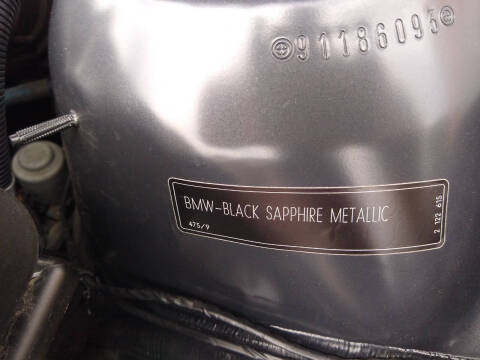 91186093
BMW-BLACK SAPPHIRE METALLIC
475/9
2 122 615